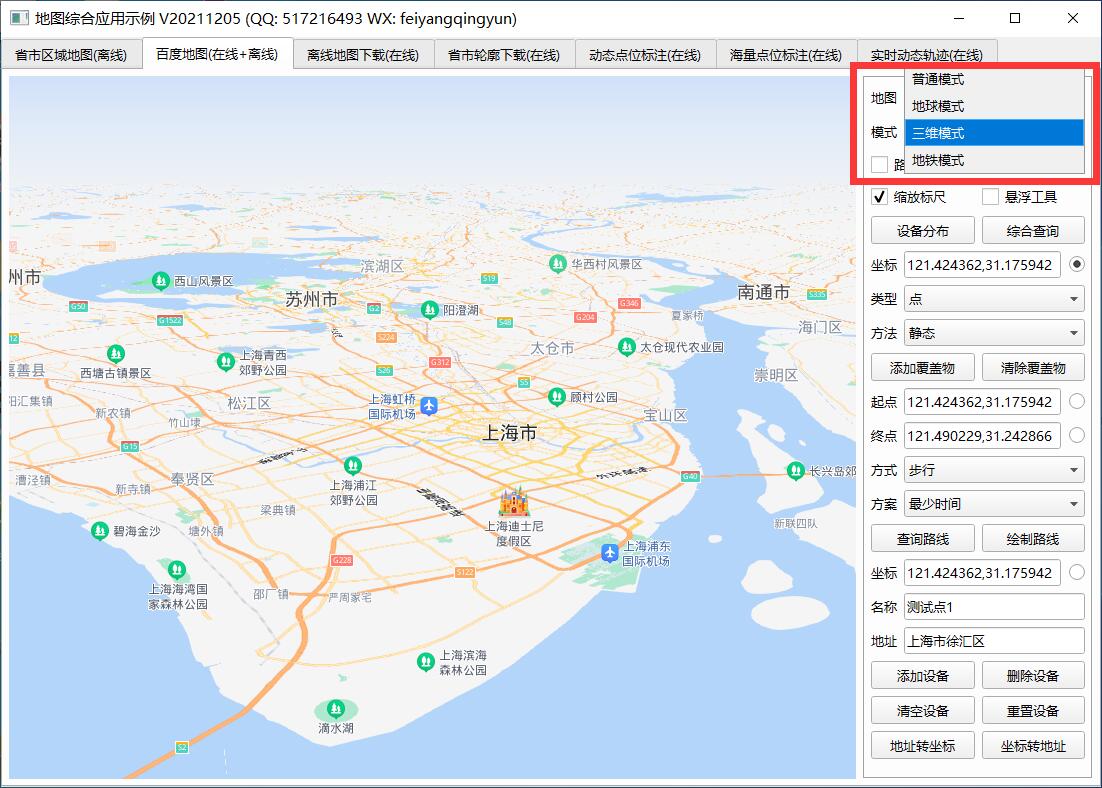 地图综合应用示例 V20211205 (QQ: 517216493 WX: feiyangqingyun)
省市区域地图(离线)
百度地图(在线+离线)
离线地图下载(在线)
省市轮廓下载(在线)
动态点位标注(在线)
海量点位标注(在线)
实时动态轨迹(在线)
州市
西山风景区
滨湖区
华西村风景区
苏州市
阳澄湖
南通市
夏家桥
海门区
G50
G1522
G2
S19
S48
G204
G346
S335
12
S224
G312
S26
S5
嘉善县
西塘古镇景区
上海青西
郊野公园
太仓市
太仓现代农业园
崇明区
阳汇集镇
新农镇
竹山埭
松江区
上海虹桥
国际机场
顾村公园
宝山区
上海市
G15
奉贤区
漕泾镇
新寺镇
上海浦江
郊野公园
梁典镇
外环高速
G40
长兴岛郊
上海迪士尼
度假区
新联四队
碧海金沙
塘外镇
上海浦东
国际机场
G228
S122
上海海湾国
家森林公园
邵厂镇
严周家宅
上海滨海
森林公园
滴水湖
S2
地图
普通模式
地球模式
模式
三维模式
路
地铁模式
缩放标尺
悬浮工具
设备分布
综合查询
坐标 121.424362,31.175942
类型 点
方法 静态
添加覆盖物
清除覆盖物
起点 121.424362,31.175942
终点 121.490229,31.242866
方式 步行
方案 最少时间
查询路线
绘制路线
坐标 121.424362,31.175942
名称 测试点1
地址 上海市徐汇区
添加设备
删除设备
清空设备
重置设备
地址转坐标
坐标转地址